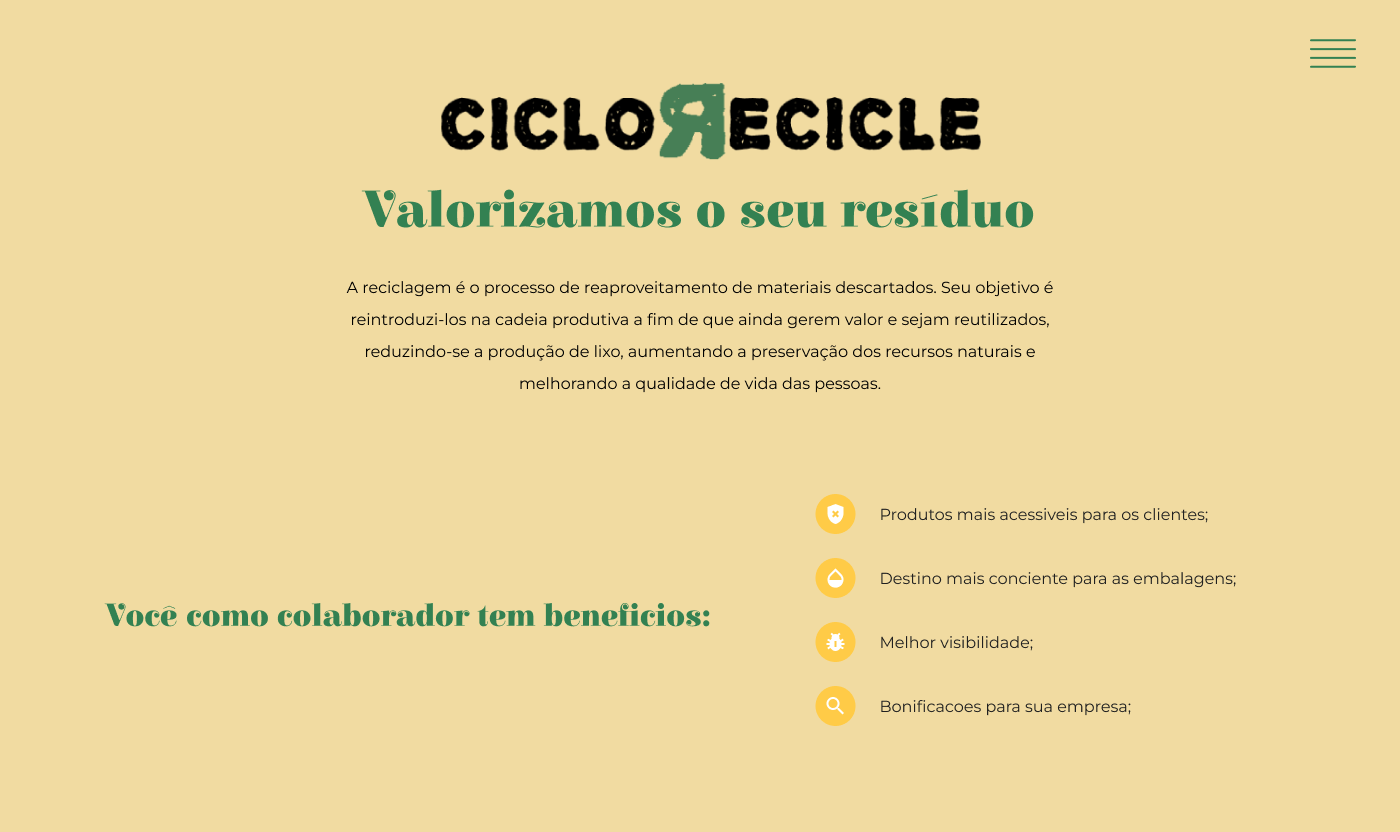 CICLOЯECICLE
Valorizamos o seu resíduo
A reciclagem é o processo de reaproveitamento de materiais descartados. Seu objetivo é
reintroduzi-los na cadeia produtiva a fim de que ainda gerem valor e sejam reutilizados,
reduzindo-se a produção de lixo, aumentando a preservação dos recursos naturais e
melhorando a qualidade de vida das pessoas.
Você como colaborador tem beneficios:
Produtos mais acessiveis para os clientes;
Destino mais conciente para as embalagens;
Melhor visibilidade;
Bonificacoes para sua empresa;